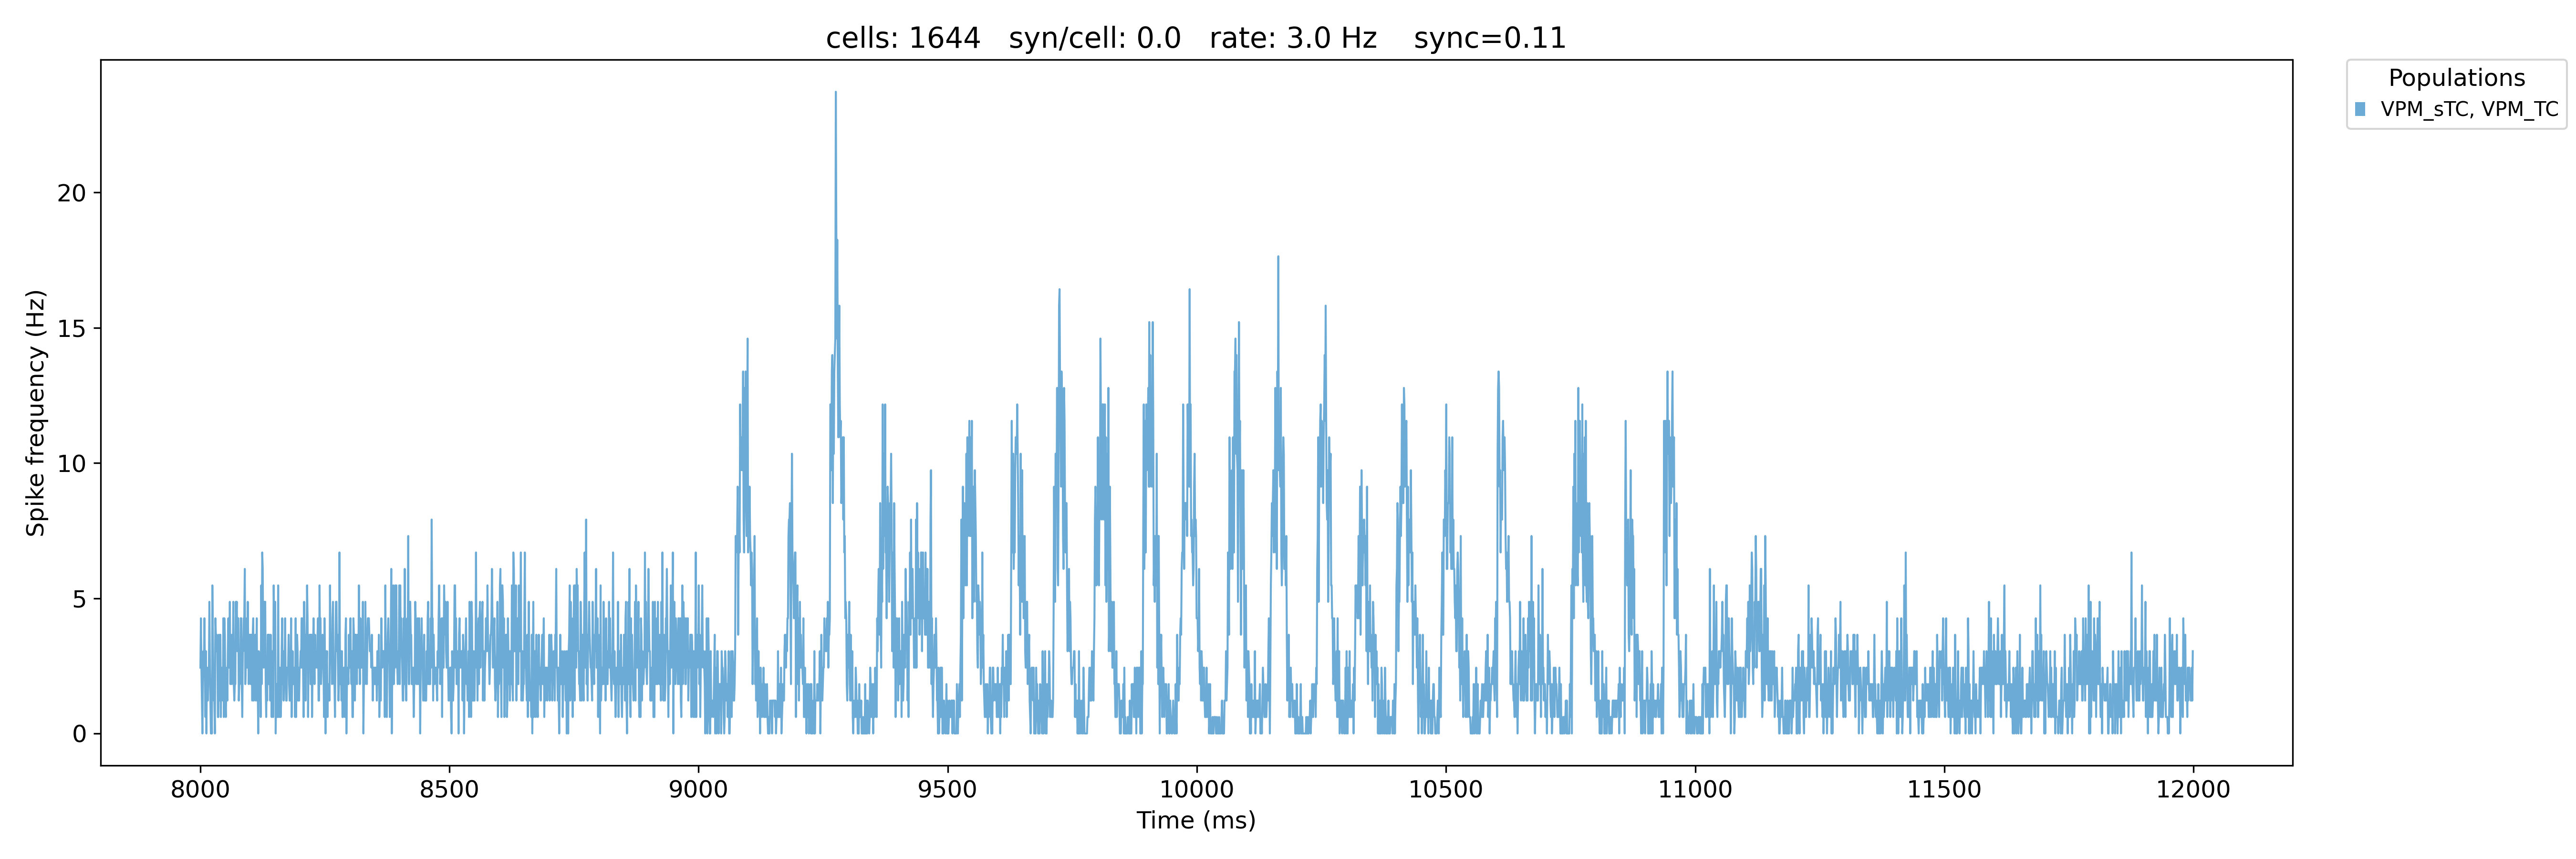 cells: 1644   syn/cell: 0.0   rate: 3.0 Hz    sync=0.11
Populations
VPM_sTC, VPM_TC
Spike frequency (Hz)
20
15
10
5
0
8000 8500 9000 9500 10000 10500 11000 11500 12000
Time (ms)